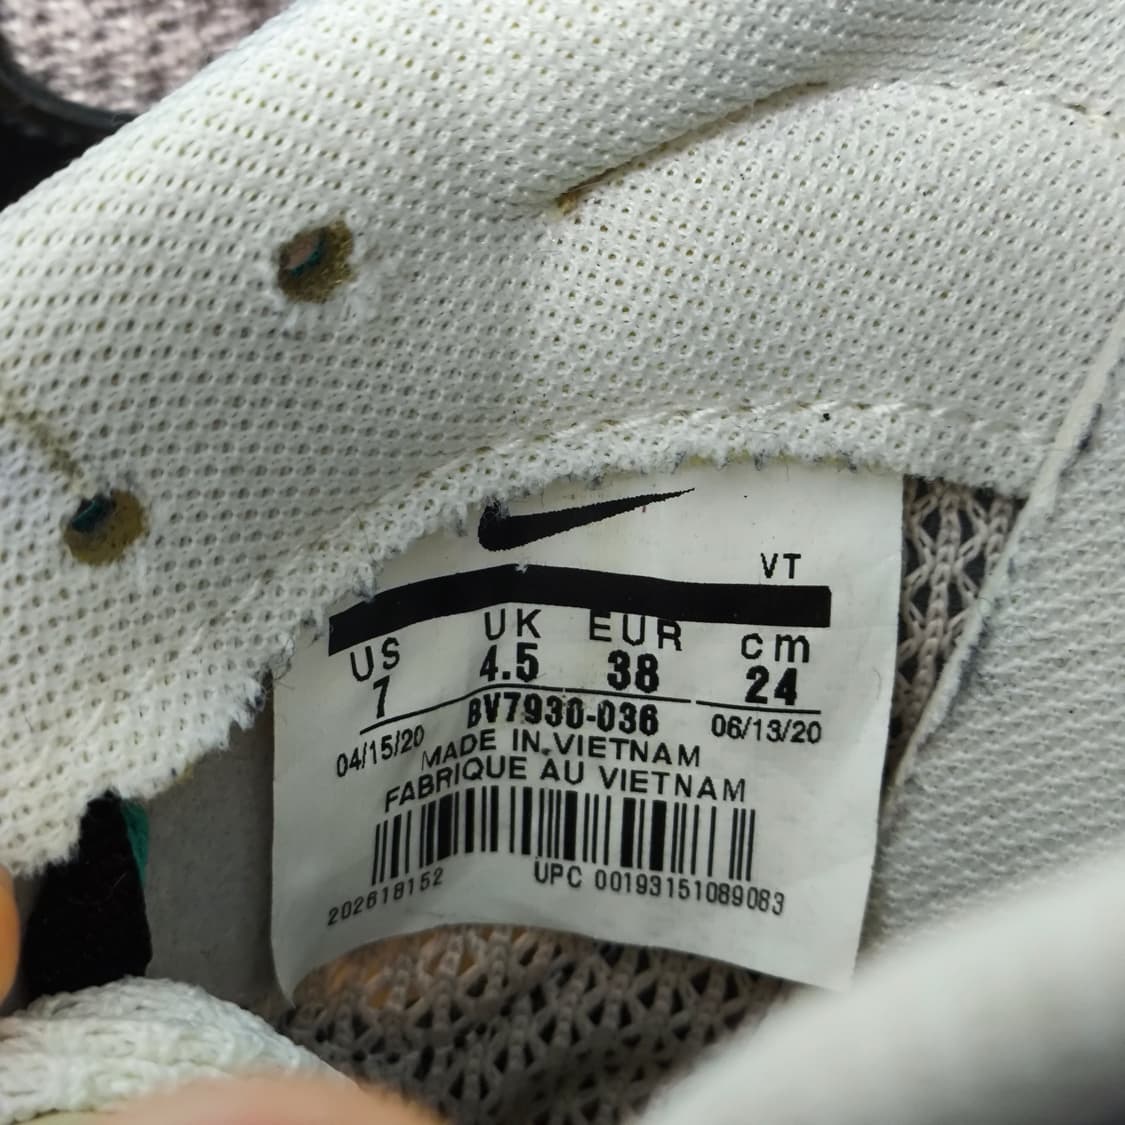 VT
US UK EUR cm
7 4.5 38 24
04/15/20 BV7930-036 06/13/20
MADE IN VIETNAM
FABRIQUE AU VIETNAM
202618152 UPC 00193151089083